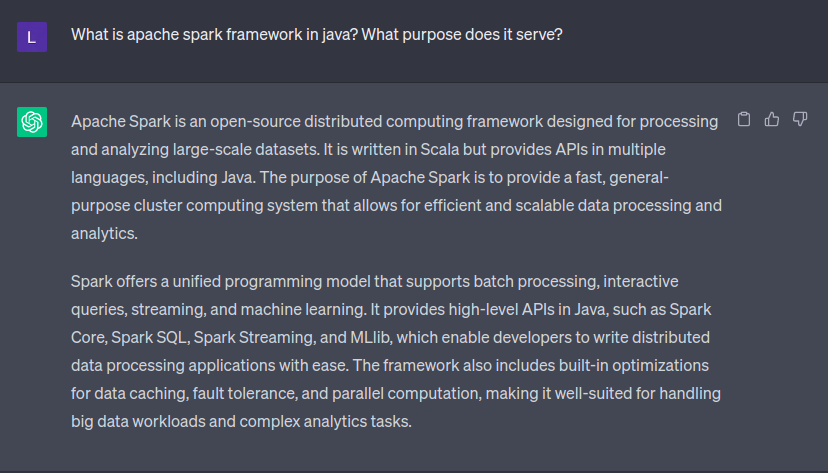 L
What is apache spark framework in java? What purpose does it serve?
Apache Spark is an open-source distributed computing framework designed for processing
and analyzing large-scale datasets. It is written in Scala but provides APIs in multiple
languages, including Java. The purpose of Apache Spark is to provide a fast, general-
purpose cluster computing system that allows for efficient and scalable data processing and
analytics.
Spark offers a unified programming model that supports batch processing, interactive
queries, streaming, and machine learning. It provides high-level APIs in Java, such as Spark
Core, Spark SQL, Spark Streaming, and MLlib, which enable developers to write distributed
data processing applications with ease. The framework also includes built-in optimizations
for data caching, fault tolerance, and parallel computation, making it well-suited for handling
big data workloads and complex analytics tasks.